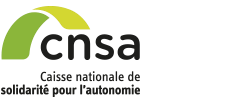 cnsa
Caisse nationale de
solidarité pour l'autonomie